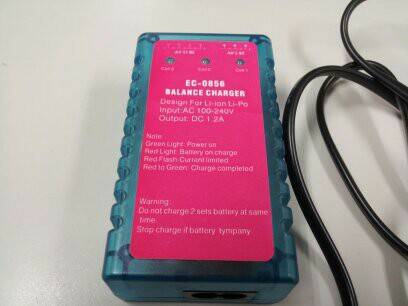 Cell 3
Cell 2
Cell 1
EC-0856
BALANCE CHARGER
Design For Li-ion Li-Po
Input:AC 100-240V
Output: DC 1.2A
Note:
Green Light: Power on
Red Light: Battery on charge
Red Flash:Current limited
Red to Green: Charge completed
Warning:
Do not charge 2 sets battery at same
time.
Stop charge if battery tympany